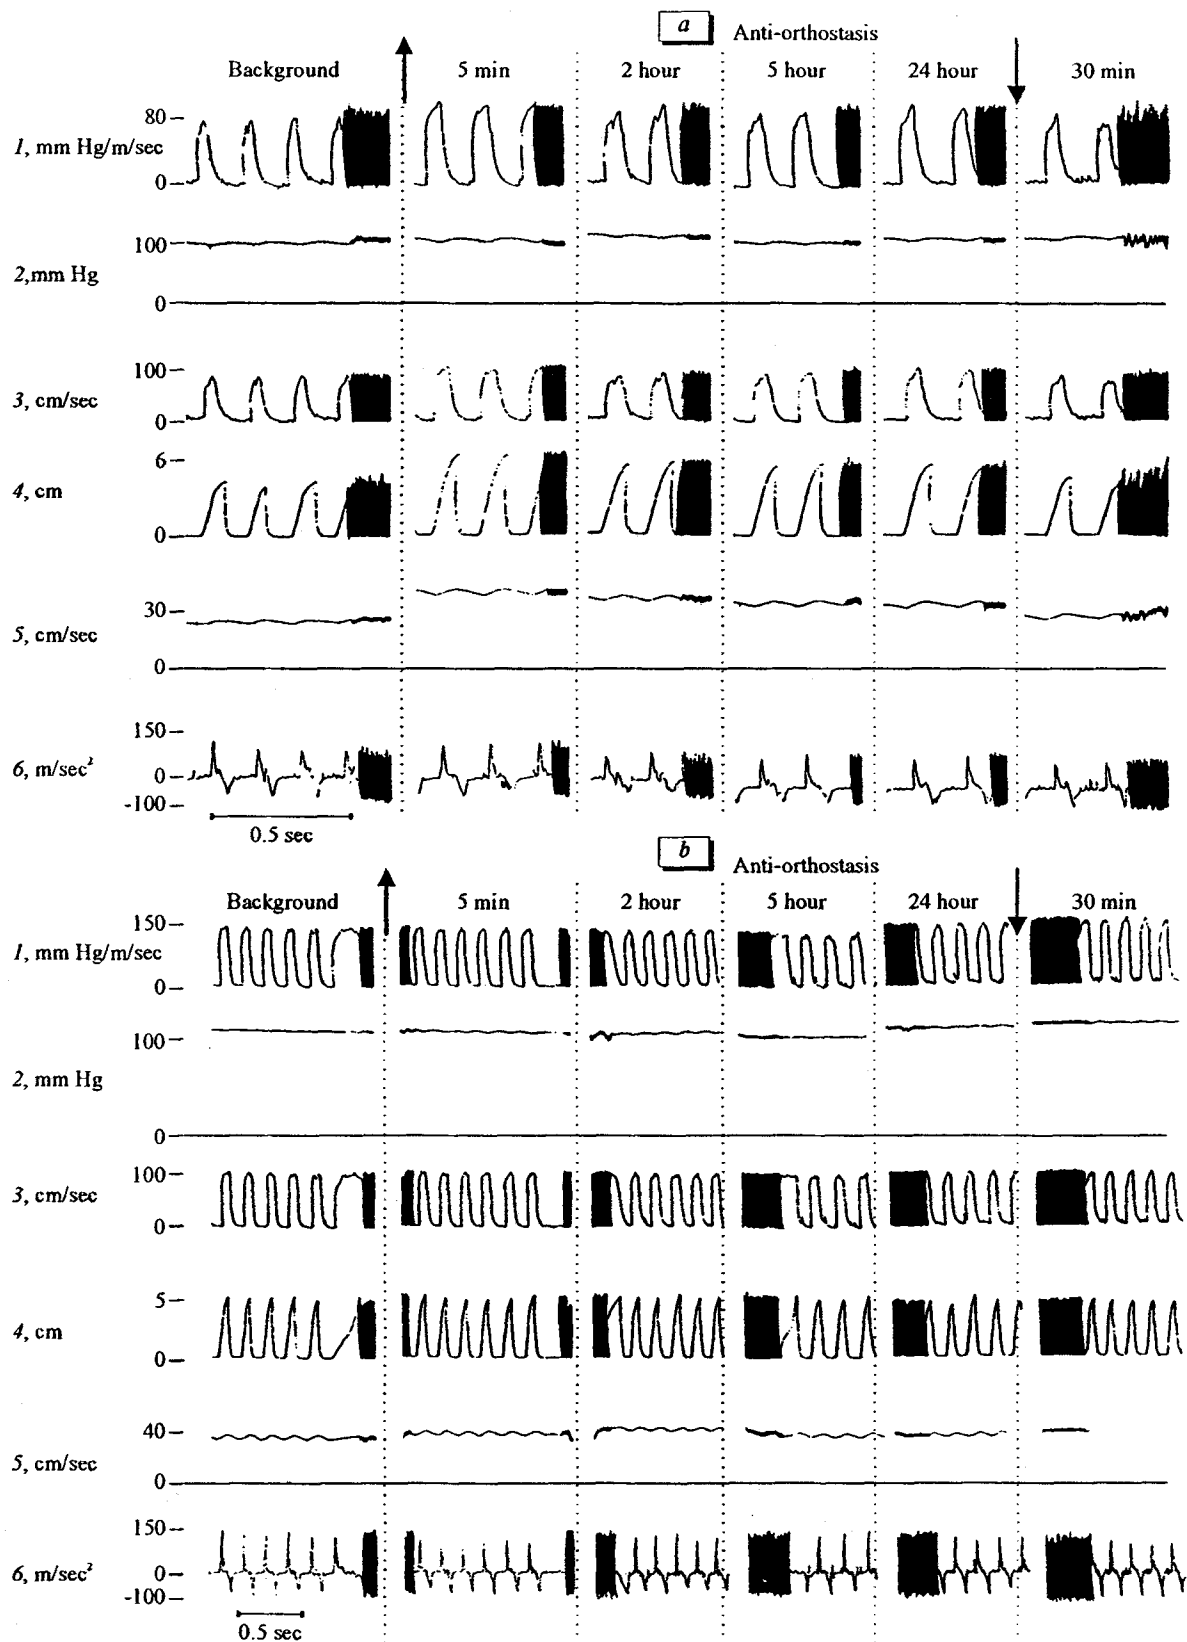 a Anti-orthostasis
Background 5 min 2 hour 5 hour 24 hour 30 min
80
1, mm Hg/m/sec
0
100
2,mm Hg
0
100
3, cm/sec
0
6
4, cm
0
30
5, cm/sec
0
150
6, m/sec²
0
-100
0.5 sec
b Anti-orthostasis
Background 5 min 2 hour 5 hour 24 hour 30 min
150
1, mm Hg/m/sec
0
100
2, mm Hg
0
100
3, cm/sec
0
5
4, cm
0
40
5, cm/sec
0
150
6, m/sec²
0
-100
0.5 sec